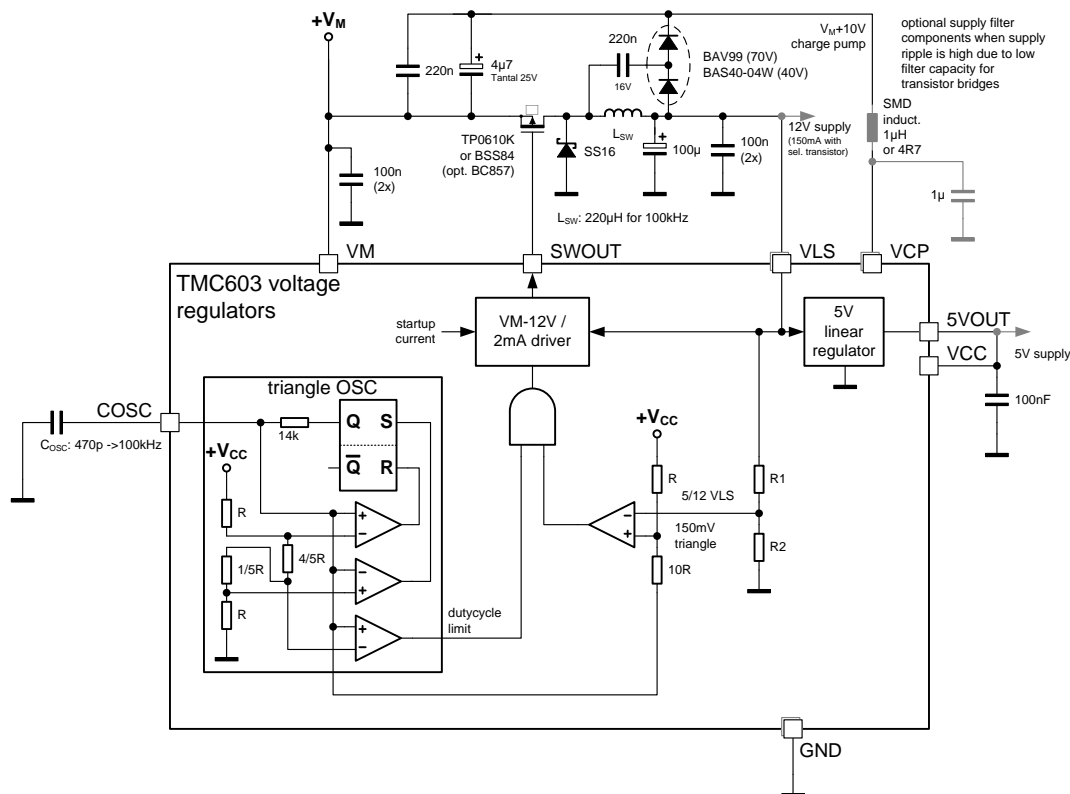 +VM
220n
4µ7
Tantal 25V
220n
16V
VM+10V
charge pump
BAV99 (70V)
BAS40-04W (40V)
optional supply filter
components when supply
ripple is high due to low
filter capacity for
transistor bridges
SMD
induct.
1µH
or 4R7
TP0610K
or BSS84
(opt. BC857)
SS16
LSW
100µ
100n
(2x)
12V supply
(150mA with
sel. transistor)
100n
(2x)
1µ
LSW: 220µH for 100kHz
VM
SWOUT
VLS
VCP
TMC603 voltage
regulators
startup
current
VM-12V /
2mA driver
5V
linear
regulator
5VOUT
VCC
5V supply
100nF
triangle OSC
COSC
COSC: 470p ->100kHz
14k
Q
S
Q
R
+VCC
R
4/5R
1/5R
R
+
−
−
+
+
−
dutycycle
limit
+VCC
R
5/12 VLS
−
+
150mV
triangle
10R
R1
R2
GND